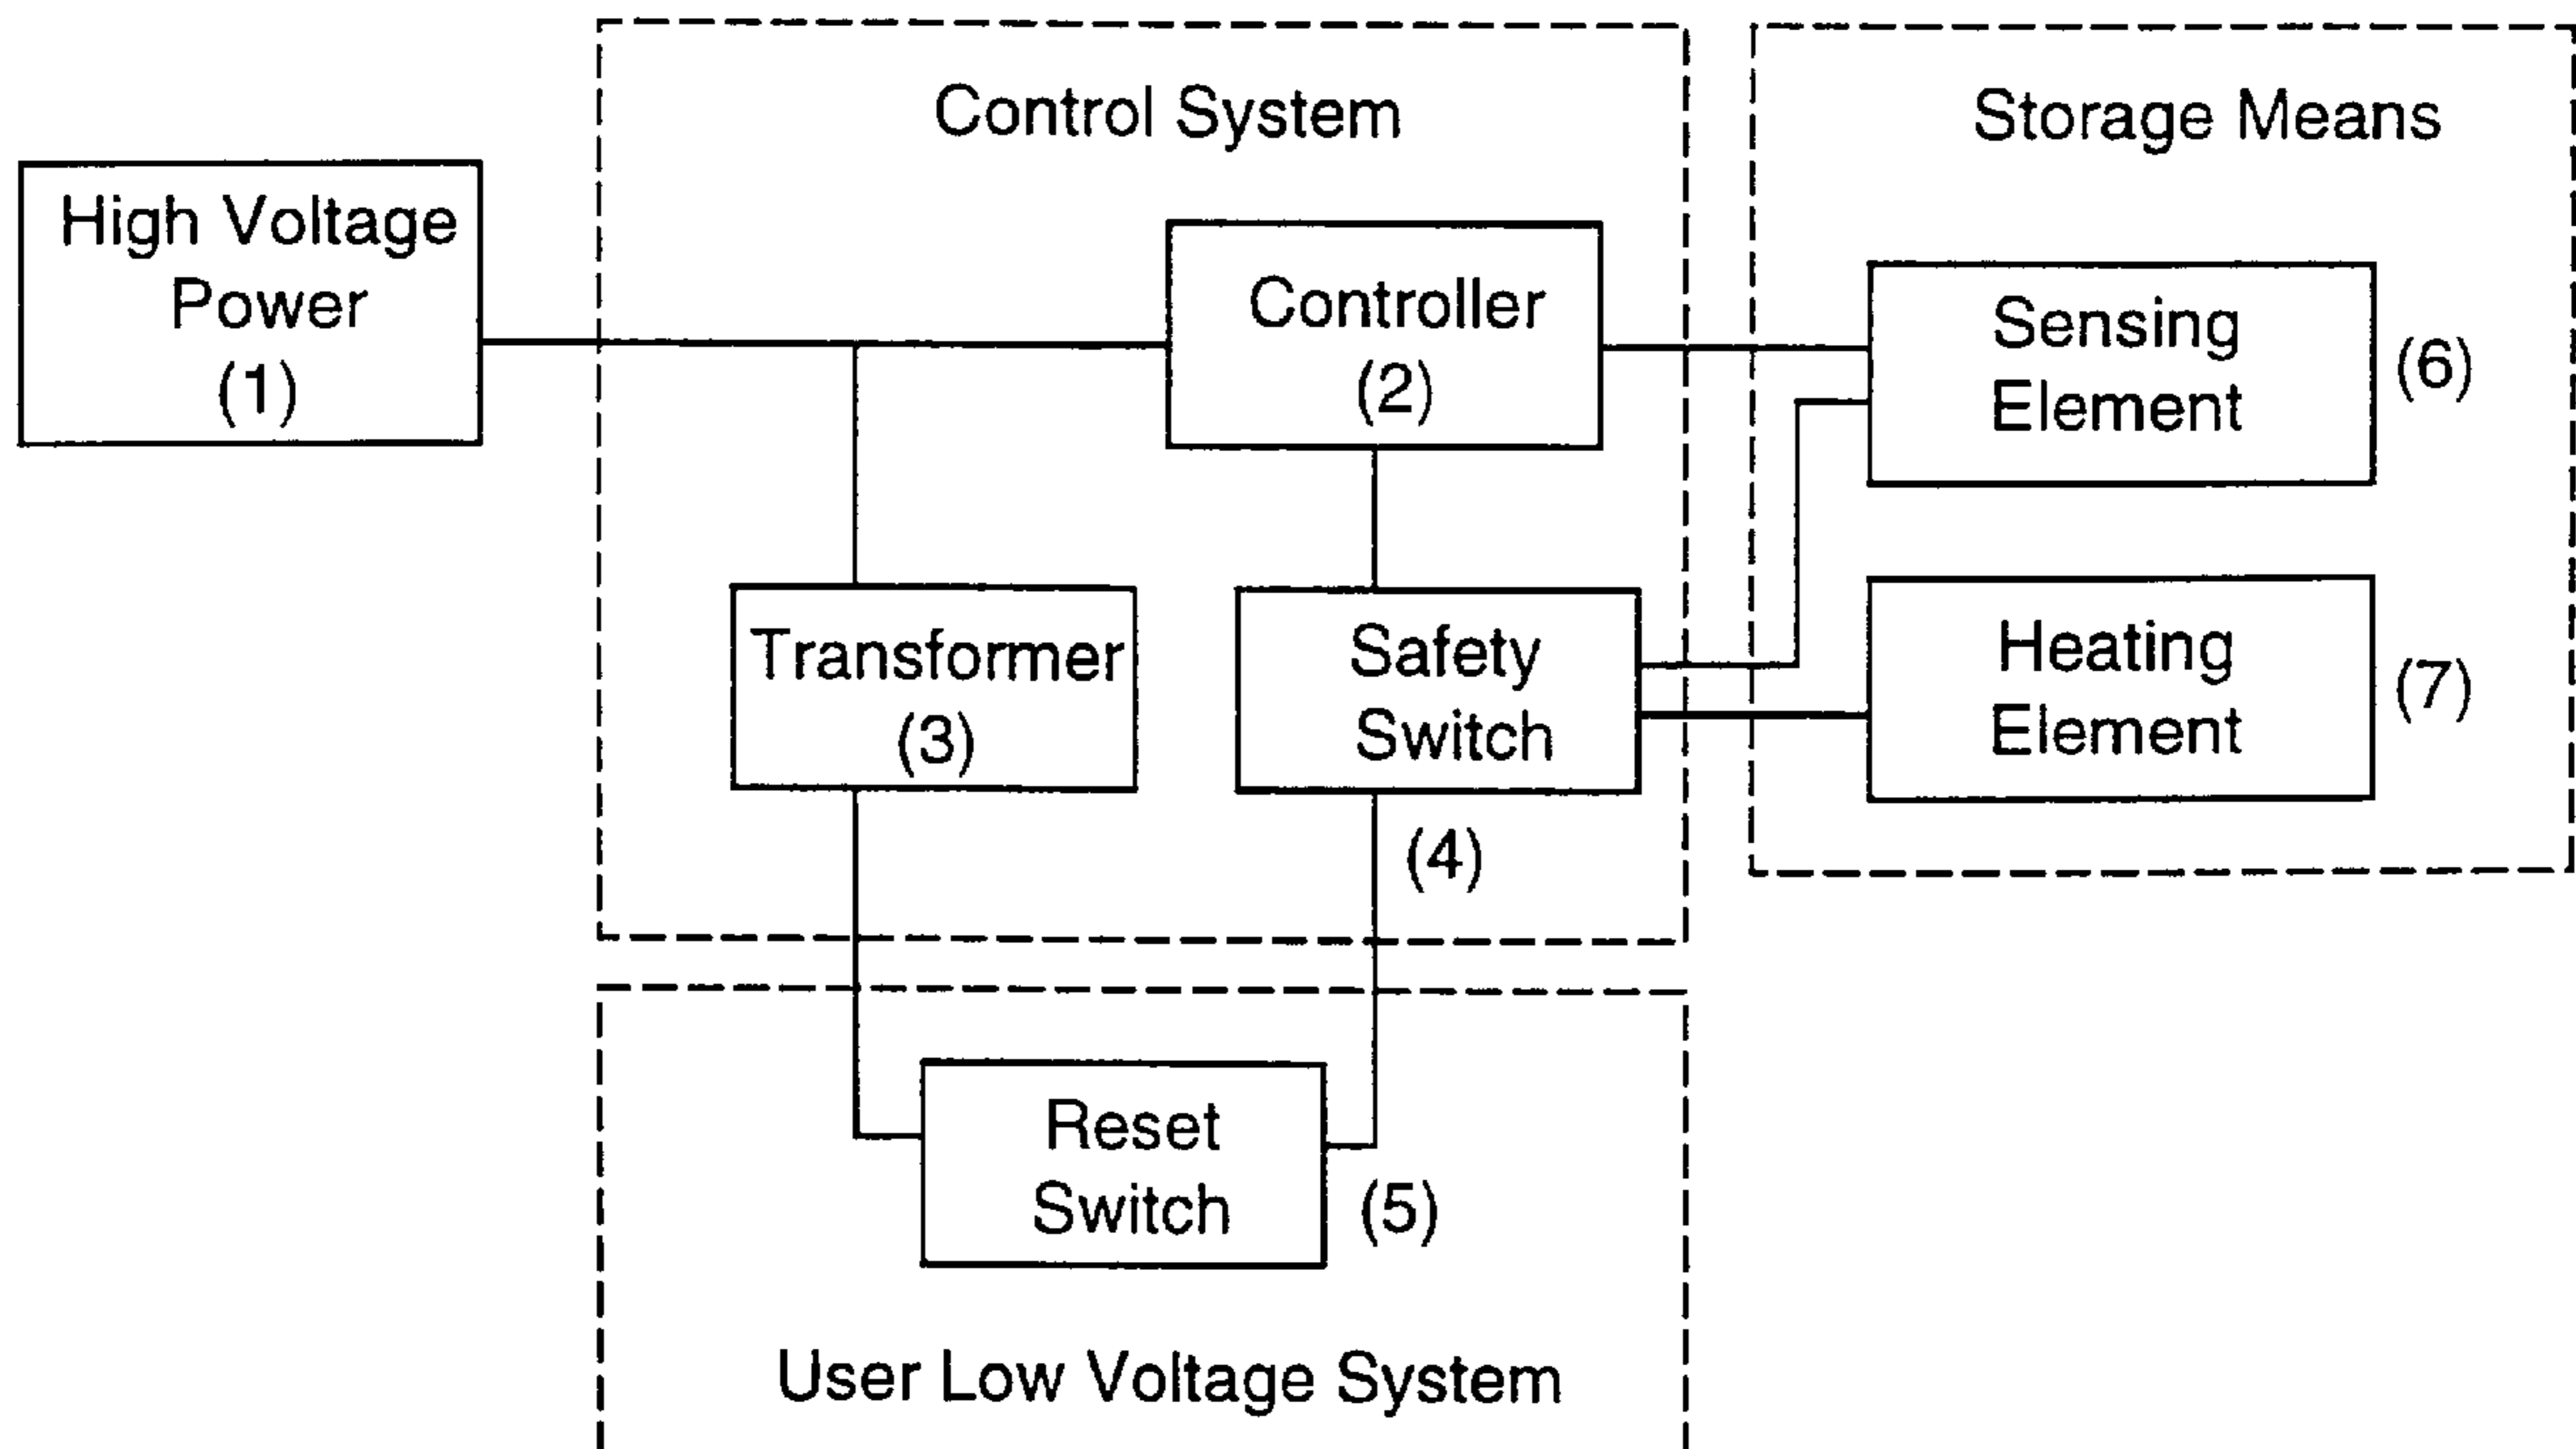 Control System
Storage Means
High Voltage
Power
(1)
Controller
(2)
Sensing
Element
(6)
Transformer
(3)
Safety
Switch
(4)
Heating
Element
(7)
Reset
Switch
(5)
User Low Voltage System